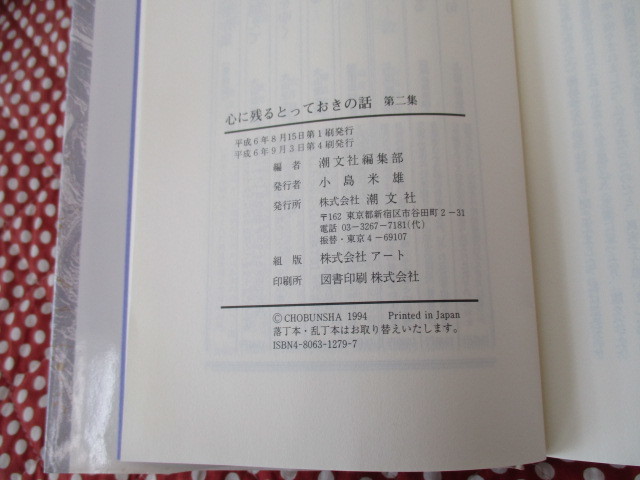 心に残るとっておきの話 第二集
平成6年8月15日第1刷発行
平成6年9月3日第4刷発行
編者 潮文社編集部
発行者 小島米雄
発行所 株式会社 潮文社
〒162 東京都新宿区市谷田町2-31
電話 03-3267-7181(代)
振替・東京4-69107
組版 株式会社 アート
印刷所 図書印刷 株式会社
©CHOBUNSHA 1994 Printed in Japan
落丁本・乱丁本はお取り替えいたします。
ISBN4-8063-1279-7